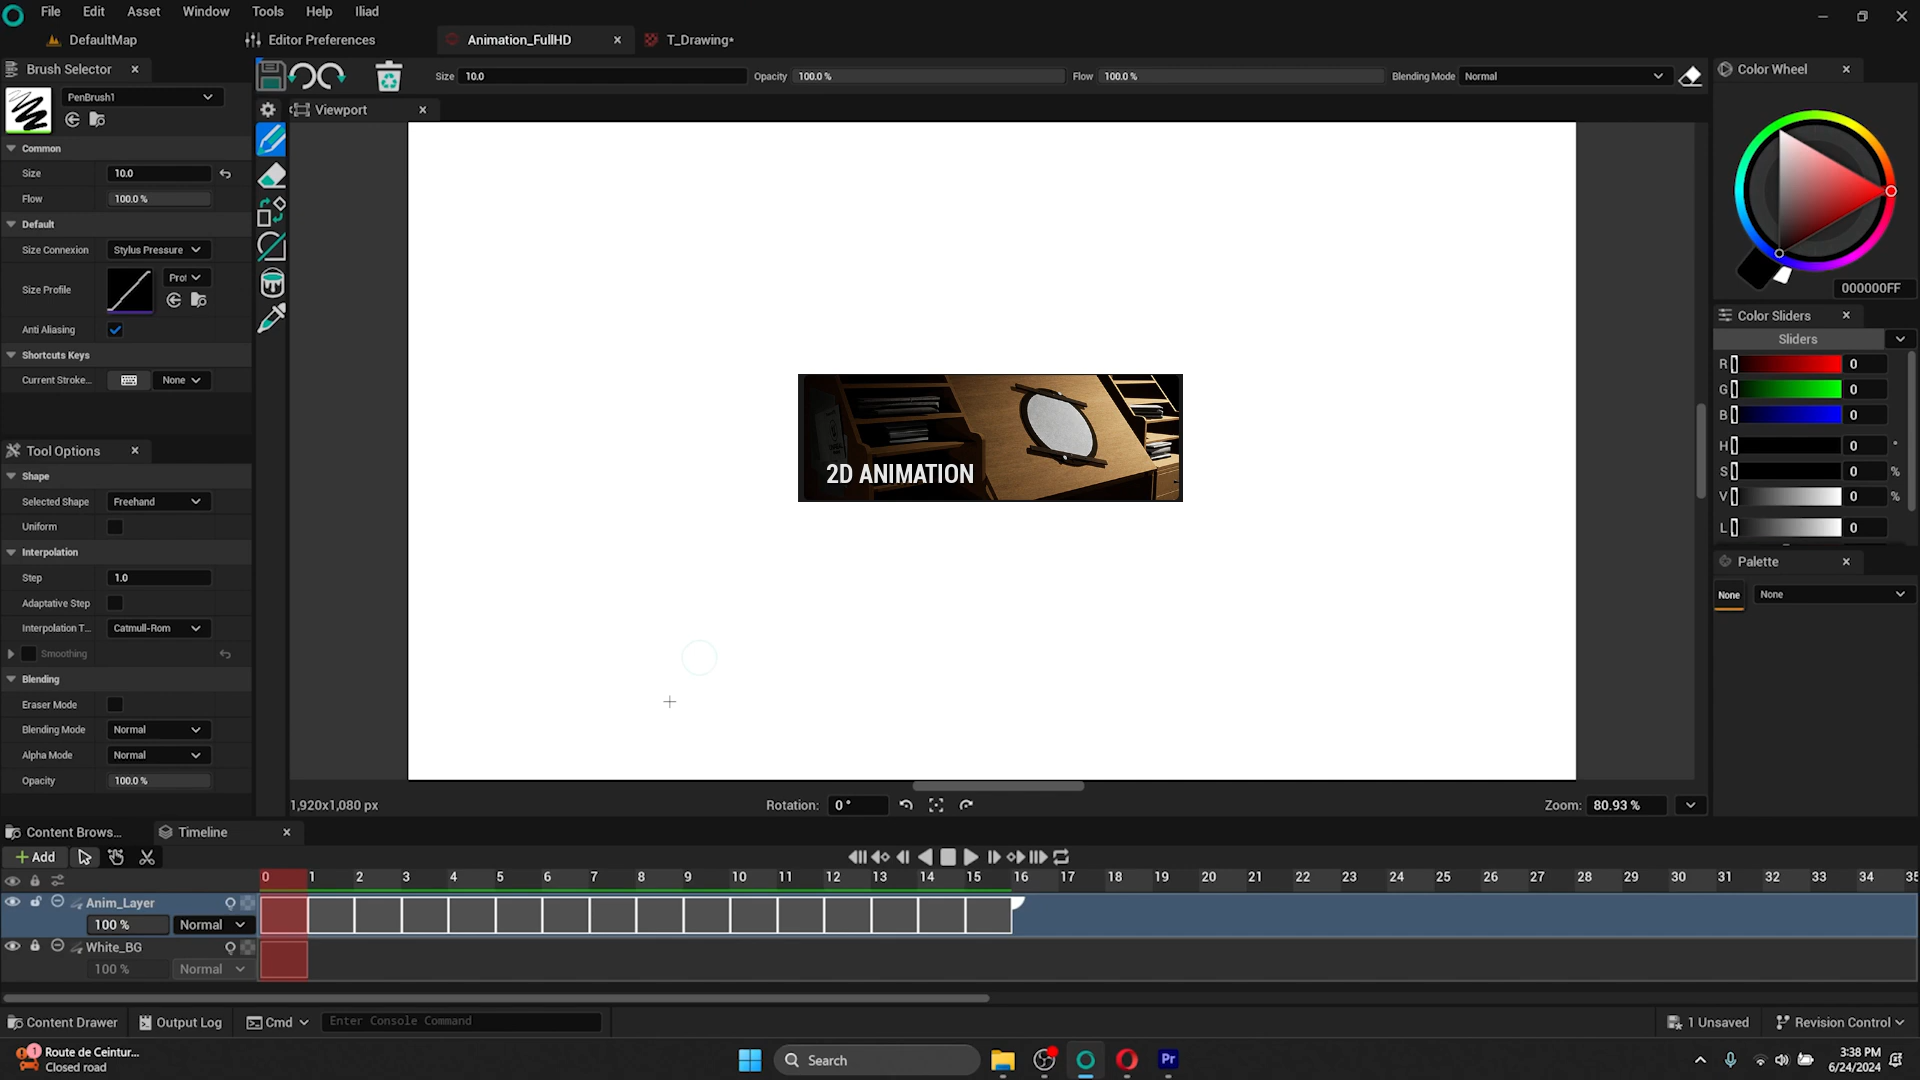 File Edit Asset Window Tools Help Iliad
DefaultMap Editor Preferences Animation_FullHD T_Drawing•
Brush Selector
Size 10.0 Opacity 100.0 % Flow 100.0 % Blending Mode Normal
Color Wheel
PenBrush1
Viewport
Common
Size 10.0
Flow 100.0 %
Default
Size Connexion Stylus Pressure
Size Profile Prof
Anti Aliasing
Shortcuts Keys
Current Stroke... None
000000FF
Color Sliders
Sliders
R 0
G 0
B 0
H 0 °
S 0 %
V 0 %
L 0
Palette
None None
2D ANIMATION
Tool Options
Shape
Selected Shape Freehand
Uniform
Interpolation
Step 1.0
Adaptative Step
Interpolation T... Catmull-Rom
Smoothing
Blending
Eraser Mode
Blending Mode Normal
Alpha Mode Normal
Opacity 100.0 %
1,920x1,080 px Rotation: 0 ° Zoom: 80.93 %
Content Brows... Timeline
+ Add
0 1 2 3 4 5 6 7 8 9 10 11 12 13 14 15 16 17 18 19 20 21 22 23 24 25 26 27 28 29 30 31 32 33 34 35
Anim_Layer
100 % Normal
White_BG
100 % Normal
Content Drawer Output Log Cmd Enter Console Command 1 Unsaved Revision Control
1 Route de Ceintur...
Closed road
Search
Pr
3:38 PM
6/24/2024